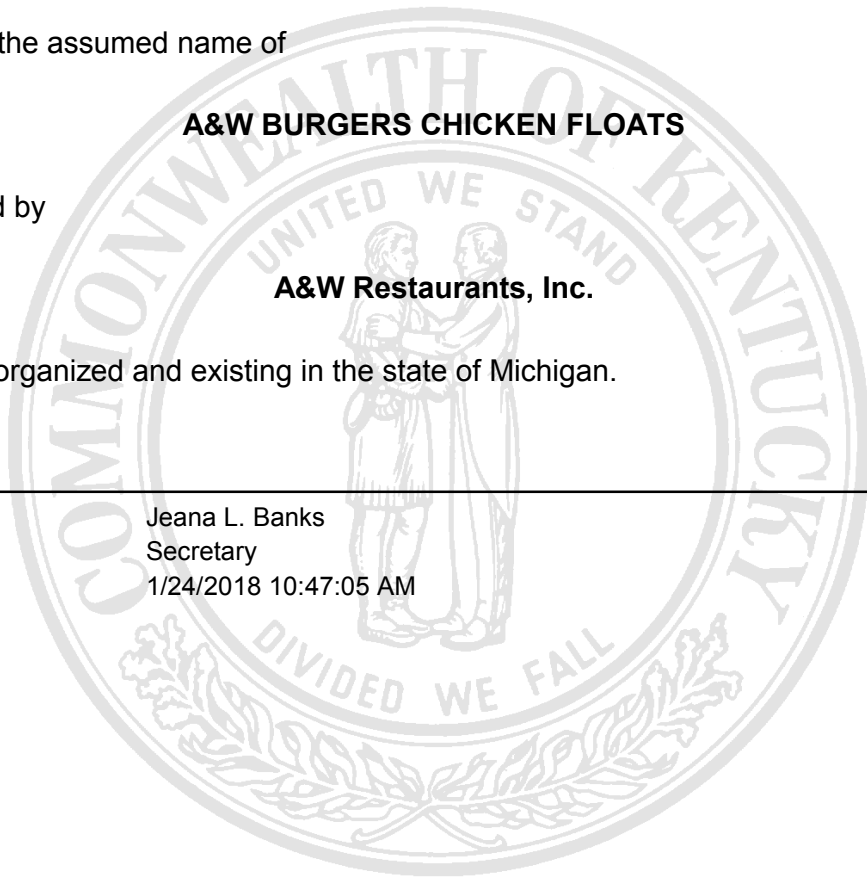 the assumed name of
A&W BURGERS CHICKEN FLOATS
d by
A&W Restaurants, Inc.
organized and existing in the state of Michigan.
Jeana L. Banks
Secretary
1/24/2018 10:47:05 AM
COMMONWEALTH OF KENTUCKY
UNITED WE STAND
DIVIDED WE FALL